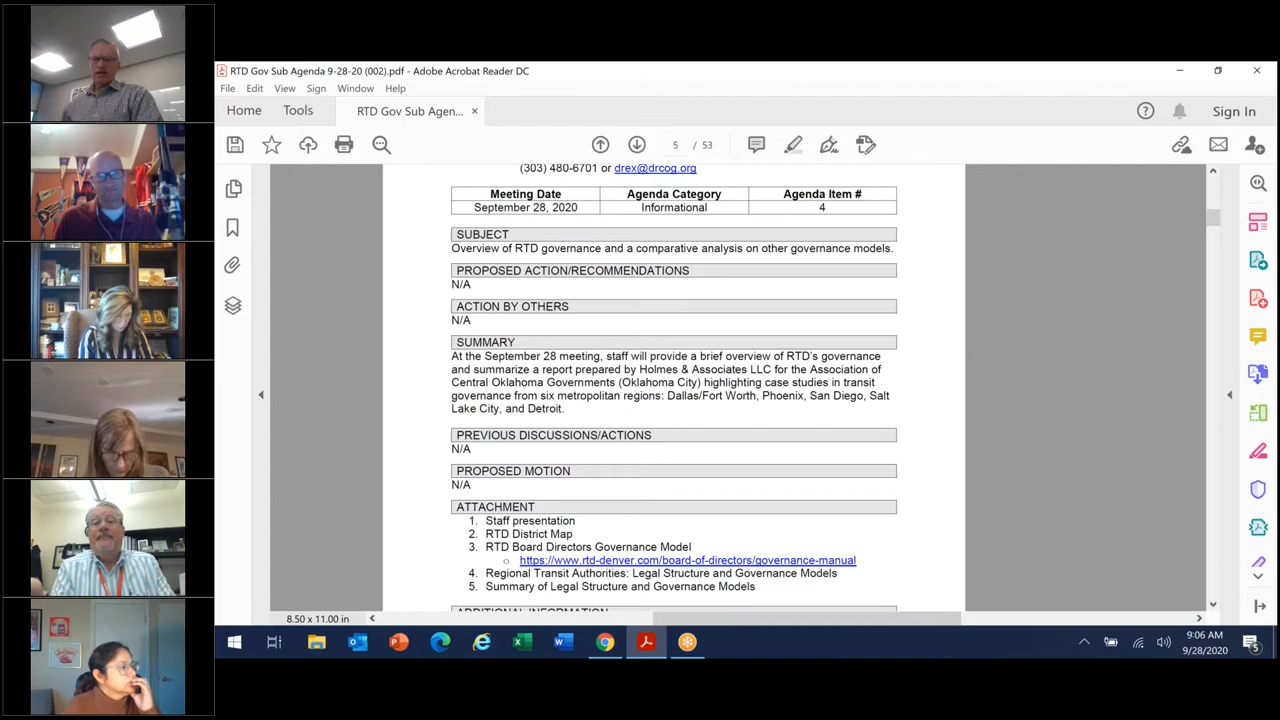 RTD Gov Sub Agenda 9-28-20 (002).pdf - Adobe Acrobat Reader DC
File Edit View Window Help
Home Tools RTD Gov Sub Agen... × Sign In
5 / 53
(303) 480-6701 or drex@drcog.org
Meeting Date Agenda Category Agenda Item #
September 28, 2020 Informational 4
SUBJECT
Overview of RTD governance and a comparative analysis on other governance models.
PROPOSED ACTION/RECOMMENDATIONS
N/A
ACTION BY OTHERS
N/A
SUMMARY
At the September 28 meeting, staff will provide a brief overview of RTD's governance
and summarize a report prepared by Holmes & Associates LLC for the Association of
Central Oklahoma Governments (Oklahoma City) highlighting case studies in transit
governance from six metropolitan regions: Dallas/Fort Worth, Phoenix, San Diego, Salt
Lake City, and Detroit.
PREVIOUS DISCUSSIONS/ACTIONS
N/A
PROPOSED MOTION
N/A
ATTACHMENT
1. Staff presentation
2. RTD District Map
3. RTD Board Directors Governance Model
○ https://www.rtd-denver.com/board-of-directors/governance-manual
4. Regional Transit Authorities: Legal Structure and Governance Models
5. Summary of Legal Structure and Governance Models
ADDITIONAL INFORMATION
8.50 x 11.00 in
9:06 AM
9/28/2020
5